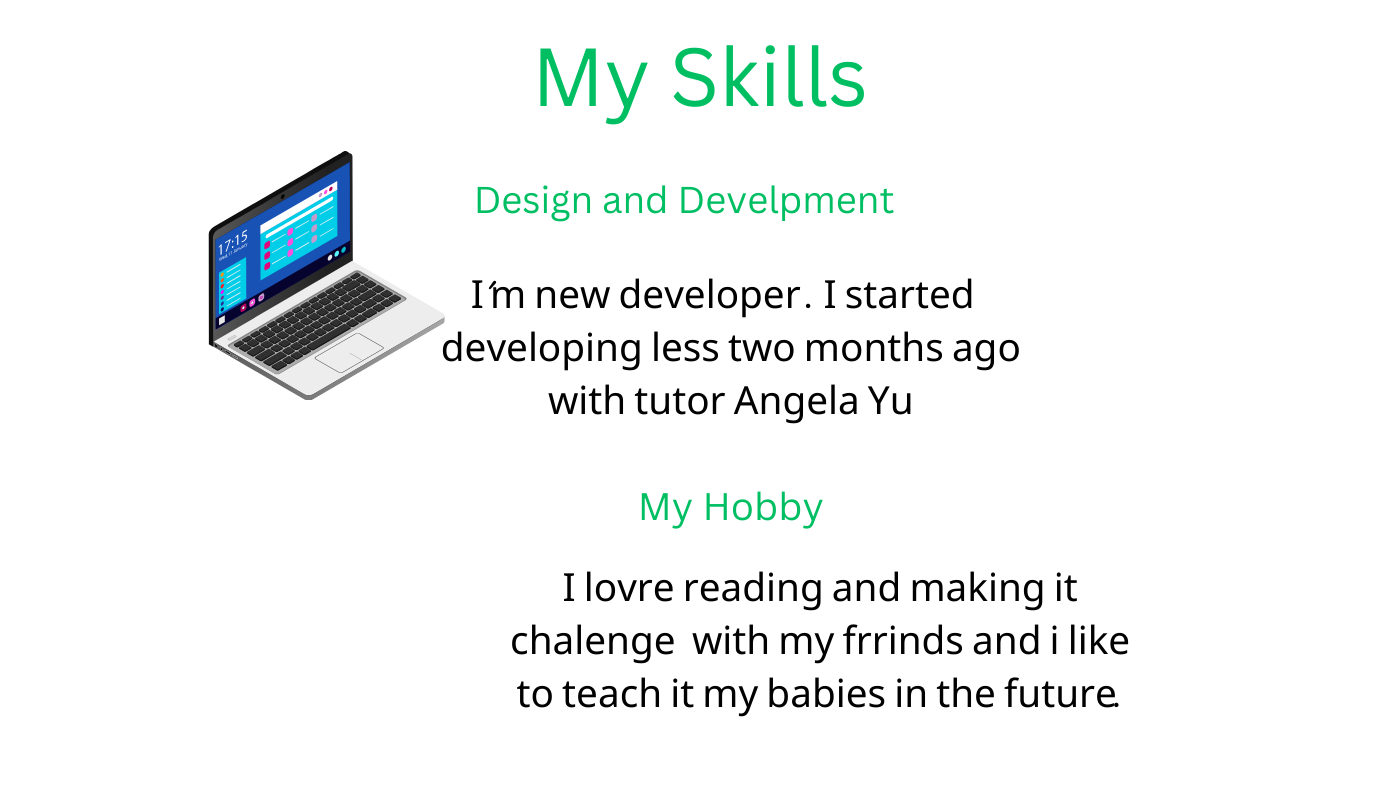 My Skills
Design and Develpment
17:15
I'm new developer. I started
developing less two months ago
with tutor Angela Yu
My Hobby
I lovre reading and making it
chalenge with my frrinds and i like
to teach it my babies in the future.